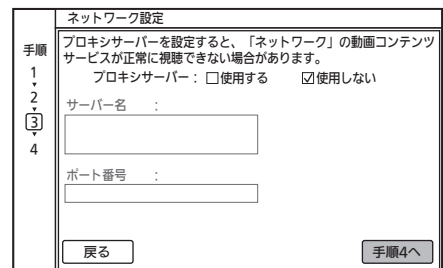 ネットワーク設定
手順
1
2
3
4
プロキシサーバーを設定すると、「ネットワーク」の動画コンテンツ
サービスが正常に視聴できない場合があります。
プロキシサーバー： □使用する ☑使用しない
サーバー名 ：
ポート番号 ：
戻る
手順4へ